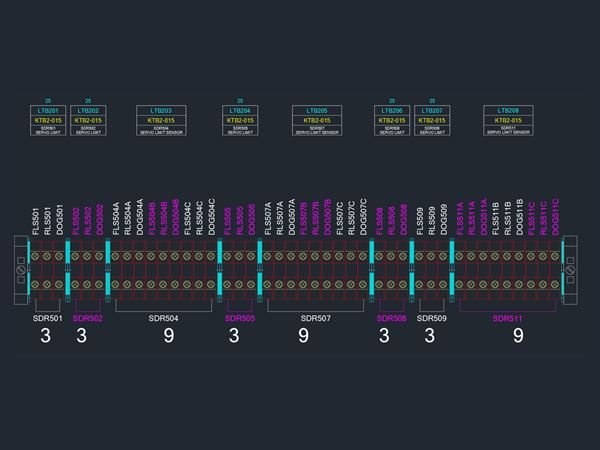 25 25 25 25 25
LTB201 LTB202 LTB203 LTB204 LTB205 LTB206 LTB207 LTB208
KTB2-015 KTB2-015 KTB2-015 KTB2-015 KTB2-015 KTB2-015 KTB2-015 KTB2-015
SDR501 SDR502 SDR504 SDR505 SDR507 SDR508 SDR509 SDR511
SERVO LIMIT SERVO LIMIT SERVO LIMIT SENSOR SERVO LIMIT SERVO LIMIT SENSOR SERVO LIMIT SERVO LIMIT SERVO LIMIT SENSOR
FLS501
RLS501
DOG501
FLS502
RLS502
DOG502
FLS504A
RLS504A
DOG504A
FLS504B
RLS504B
DOG504B
FLS504C
RLS504C
DOG504C
FLS505
RLS505
DOG505
FLS507A
RLS507A
DOG507A
FLS507B
RLS507B
DOG507B
FLS507C
RLS507C
DOG507C
FLS508
RLS508
DOG508
FLS509
RLS509
DOG509
FLS511A
RLS511A
DOG511A
FLS511B
RLS511B
DOG511B
FLS511C
RLS511C
DOG511C
SDR501 SDR502 SDR504 SDR505 SDR507 SDR508 SDR509 SDR511
3 3 9 3 9 3 3 9